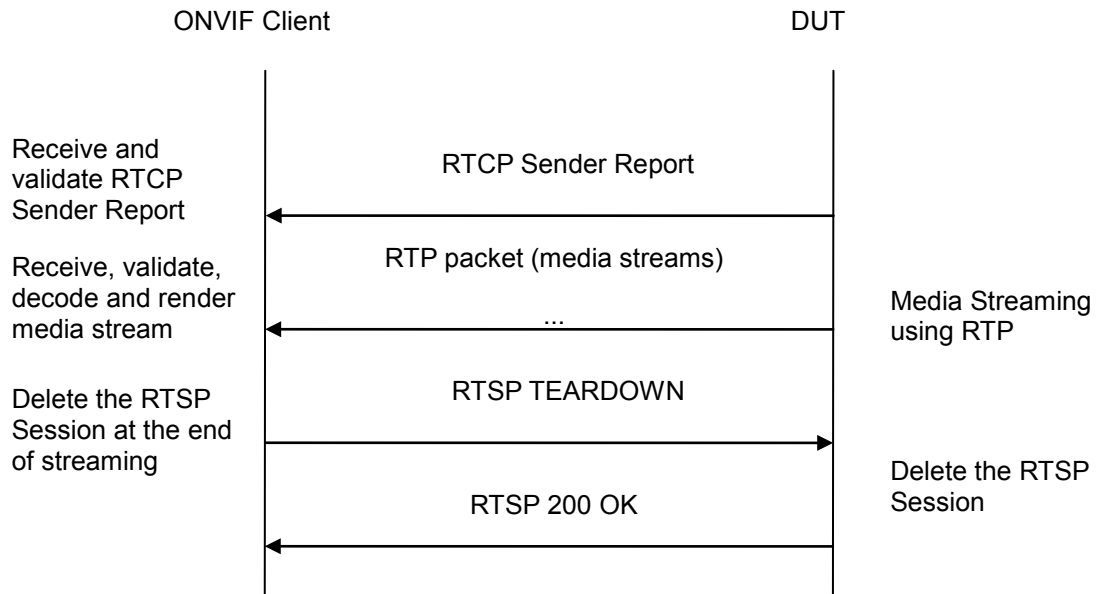 ONVIF Client
DUT
Receive and
validate RTCP
Sender Report
RTCP Sender Report
Receive, validate,
decode and render
media stream
RTP packet (media streams)
...
Media Streaming
using RTP
Delete the RTSP
Session at the end
of streaming
RTSP TEARDOWN
Delete the RTSP
Session
RTSP 200 OK